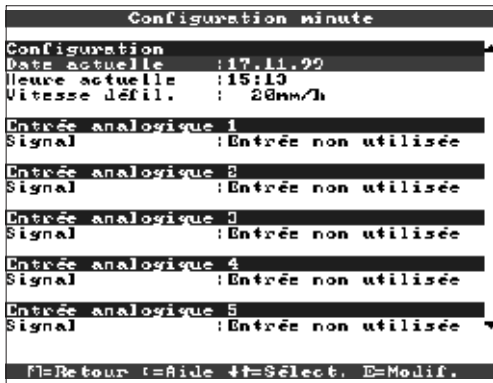 Configuration minute
Configuration
Date actuelle :17.11.99
Heure actuelle :15:13
Vitesse défil. : 20mm/h
Entrée analogique 1
Signal :Entrée non utilisée
Entrée analogique 2
Signal :Entrée non utilisée
Entrée analogique 3
Signal :Entrée non utilisée
Entrée analogique 4
Signal :Entrée non utilisée
Entrée analogique 5
Signal :Entrée non utilisée
=Retour =Aide ↓↑=Sélect. E=Modif.